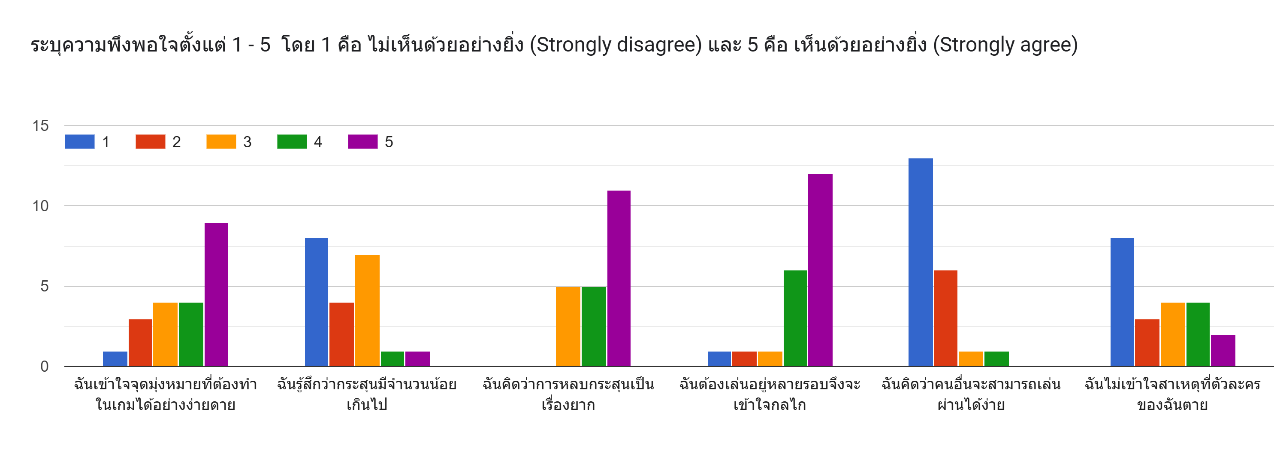 ระบุความพึงพอใจตั้งแต่ 1 - 5 โดย 1 คือ ไม่เห็นด้วยอย่างยิ่ง (Strongly disagree) และ 5 คือ เห็นด้วยอย่างยิ่ง (Strongly agree)
15
1 2 3 4 5
10
5
0
ฉันเข้าใจจุดมุ่งหมายที่ต้องทำ
ในเกมได้อย่างง่ายดาย
ฉันรู้สึกว่ากระสุนมีจำนวนน้อย
เกินไป
ฉันคิดว่าการหลบกระสุนเป็น
เรื่องยาก
ฉันต้องเล่นอยู่หลายรอบจึงจะ
เข้าใจกลไก
ฉันคิดว่าคนอื่นจะสามารถเล่น
ผ่านได้ง่าย
ฉันไม่เข้าใจสาเหตุที่ตัวละคร
ของฉันตาย